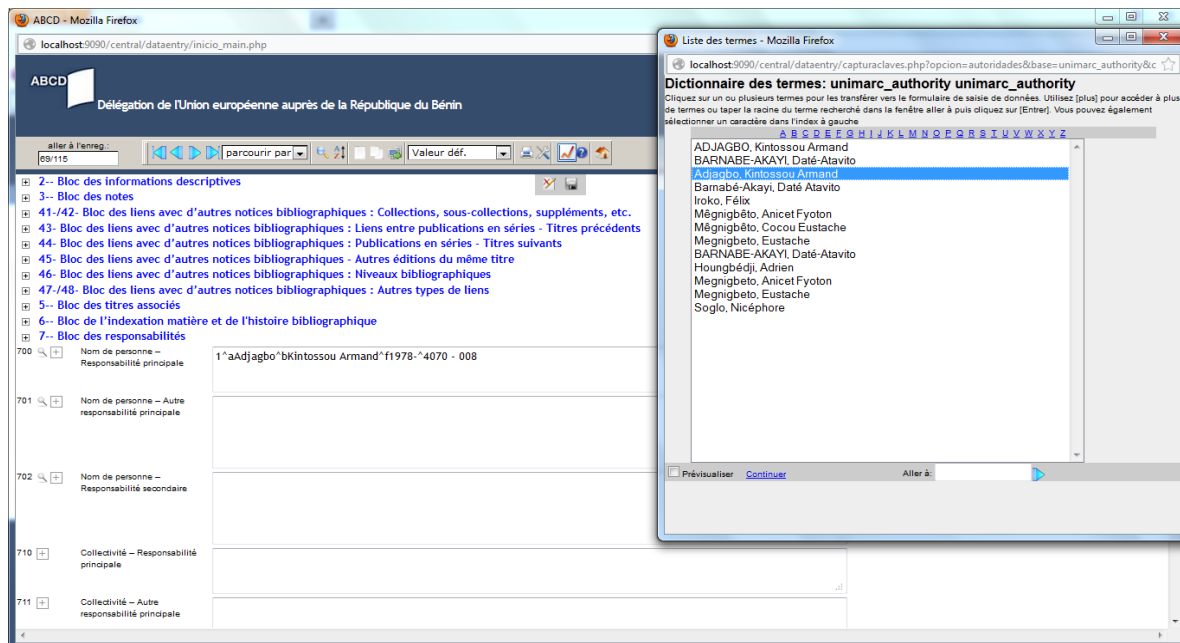 ABCD - Mozilla Firefox
localhost:9090/central/dataentry/inicio_main.php
ABCD
Délégation de l'Union européenne auprès de la République du Bénin
aller à l'enreg.:
69/115
parcourir par
Valeur déf.
2-- Bloc des informations descriptives
3-- Bloc des notes
41-/42- Bloc des liens avec d'autres notices bibliographiques : Collections, sous-collections, suppléments, etc.
43- Bloc des liens avec d'autres notices bibliographiques : Liens entre publications en séries - Titres précédents
44- Bloc des liens avec d'autres notices bibliographiques : Publications en séries - Titres suivants
45- Bloc des liens avec d'autres notices bibliographiques - Autres éditions du même titre
46- Bloc des liens avec d'autres notices bibliographiques : Niveaux bibliographiques
47-/48- Bloc des liens avec d'autres notices bibliographiques : Autres types de liens
5-- Bloc des titres associés
6-- Bloc de l'indexation matière et de l'histoire bibliographique
7-- Bloc des responsabilités
700 Nom de personne –
Responsabilité principale
1^aAdjagbo^bKintossou Armand^f1978-^4070 - 008
701 Nom de personne – Autre
responsabilité principale
702 Nom de personne –
Responsabilité secondaire
710 Collectivité – Responsabilité
principale
711 Collectivité – Autre
responsabilité principale
Liste des termes - Mozilla Firefox
localhost:9090/central/dataentry/capturaclaves.php?opcion=autoridades&base=unimarc_authority&c
Dictionnaire des termes: unimarc_authority unimarc_authority
Cliquez sur un ou plusieurs termes pour les transférer vers le formulaire de saisie de données. Utilisez [plus] pour accéder à plus
de termes ou taper la racine du terme recherché dans la fenêtre aller à puis cliquez sur [Entrer]. Vous pouvez également
sélectionner un caractère dans l'index à gauche
A B C D E F G H I J K L M N O P Q R S T U V W X Y Z
ADJAGBO, Kintossou Armand
BARNABE-AKAYI, Daté-Atavito
Adjagbo, Kintossou Armand
Barnabé-Akayi, Daté Atavito
Iroko, Félix
Mêgnigbêto, Anicet Fyoton
Mêgnigbêto, Cocou Eustache
Megnigbeto, Eustache
BARNABE-AKAYI, Daté-Atavito
Houngbédji, Adrien
Megnigbeto, Anicet Fyoton
Megnigbeto, Eustache
Soglo, Nicéphore
Prévisualiser Continuer Aller à: